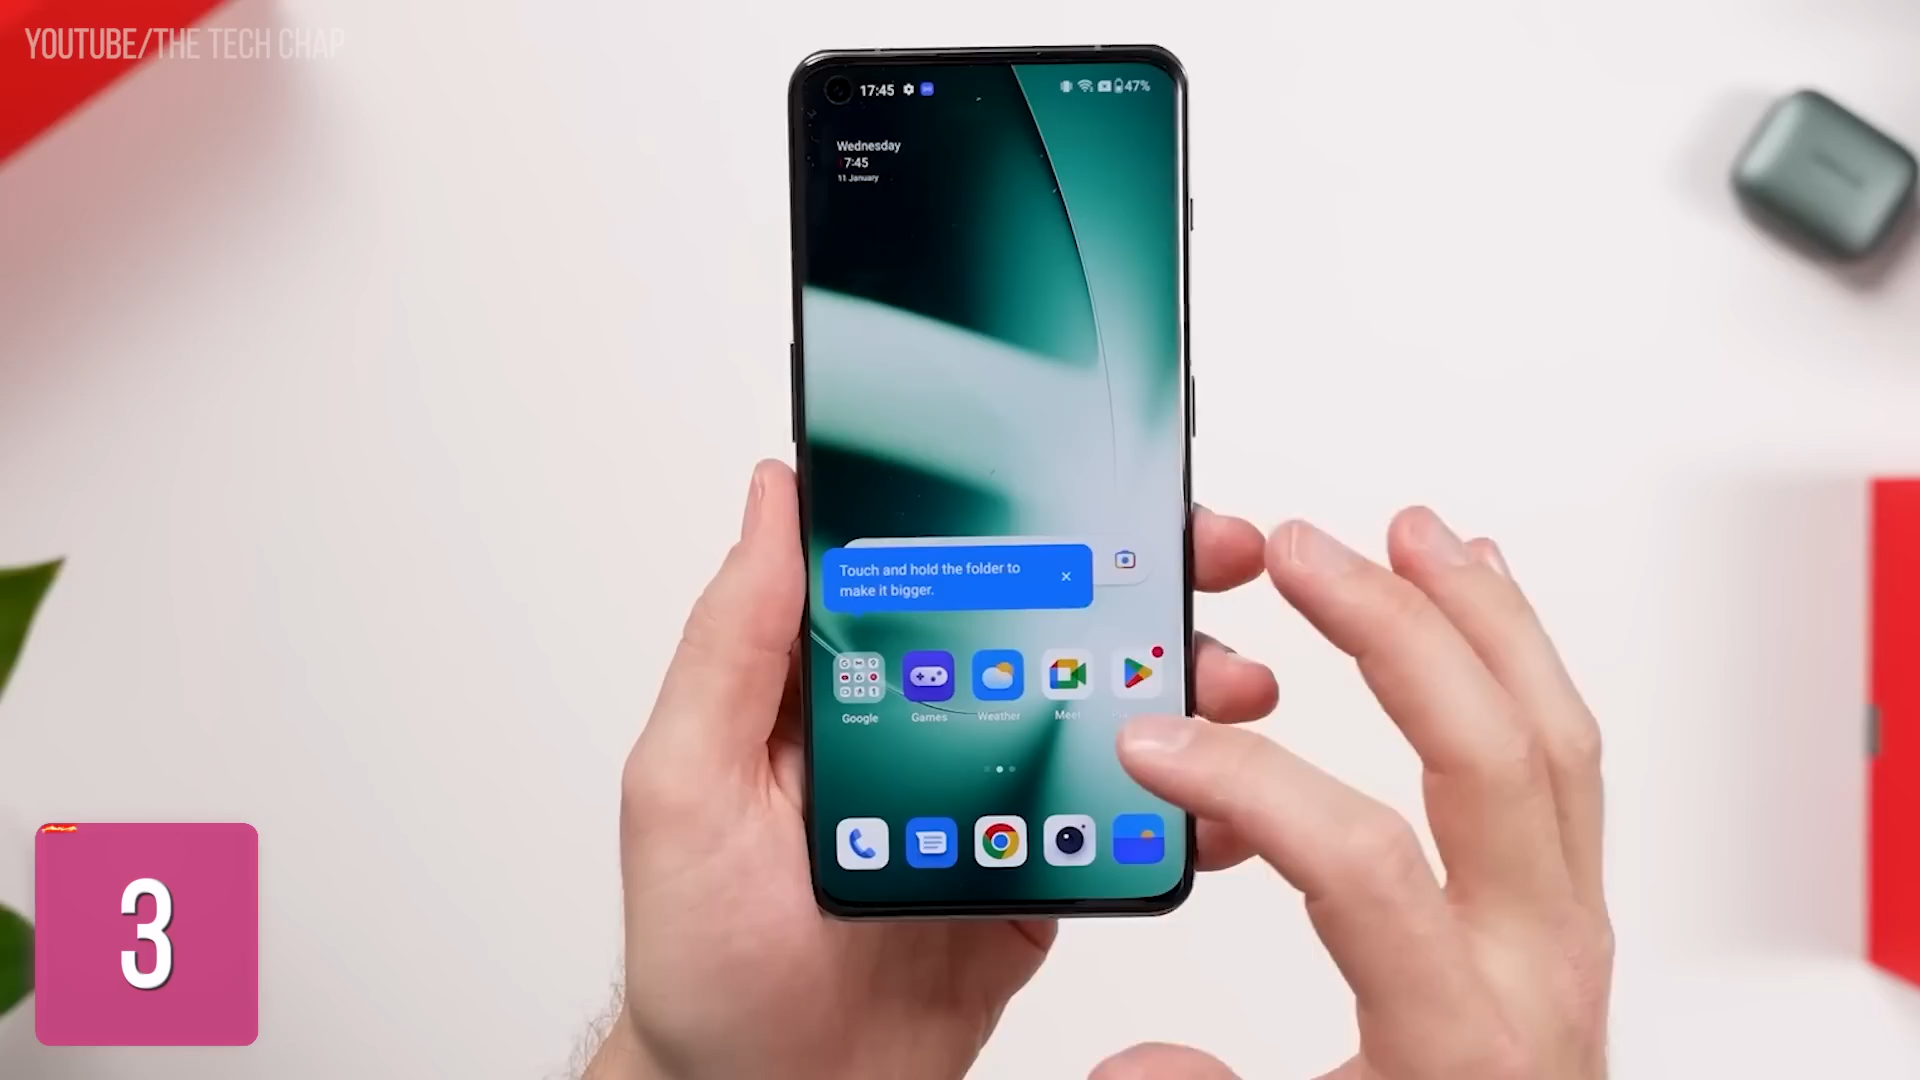 YOUTUBE/THE TECH CHAP
17:45
47%
Wednesday
17:45
11 January
Touch and hold the folder to
make it bigger.
Google
Games
Weather
Meet
3